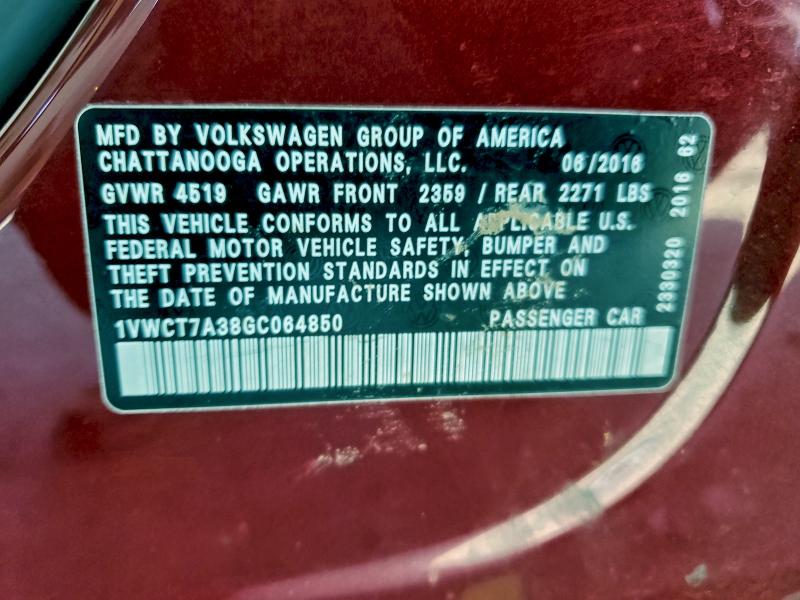 MFD BY VOLKSWAGEN GROUP OF AMERICA
CHATTANOOGA OPERATIONS, LLC. 06/2016
GVWR 4519 GAWR FRONT 2359 / REAR 2271 LBS
THIS VEHICLE CONFORMS TO ALL APPLICABLE U.S.
FEDERAL MOTOR VEHICLE SAFETY, BUMPER AND
THEFT PREVENTION STANDARDS IN EFFECT ON
THE DATE OF MANUFACTURE SHOWN ABOVE
1VWCT7A38GC064850 PASSENGER CAR
2330320 2016 62